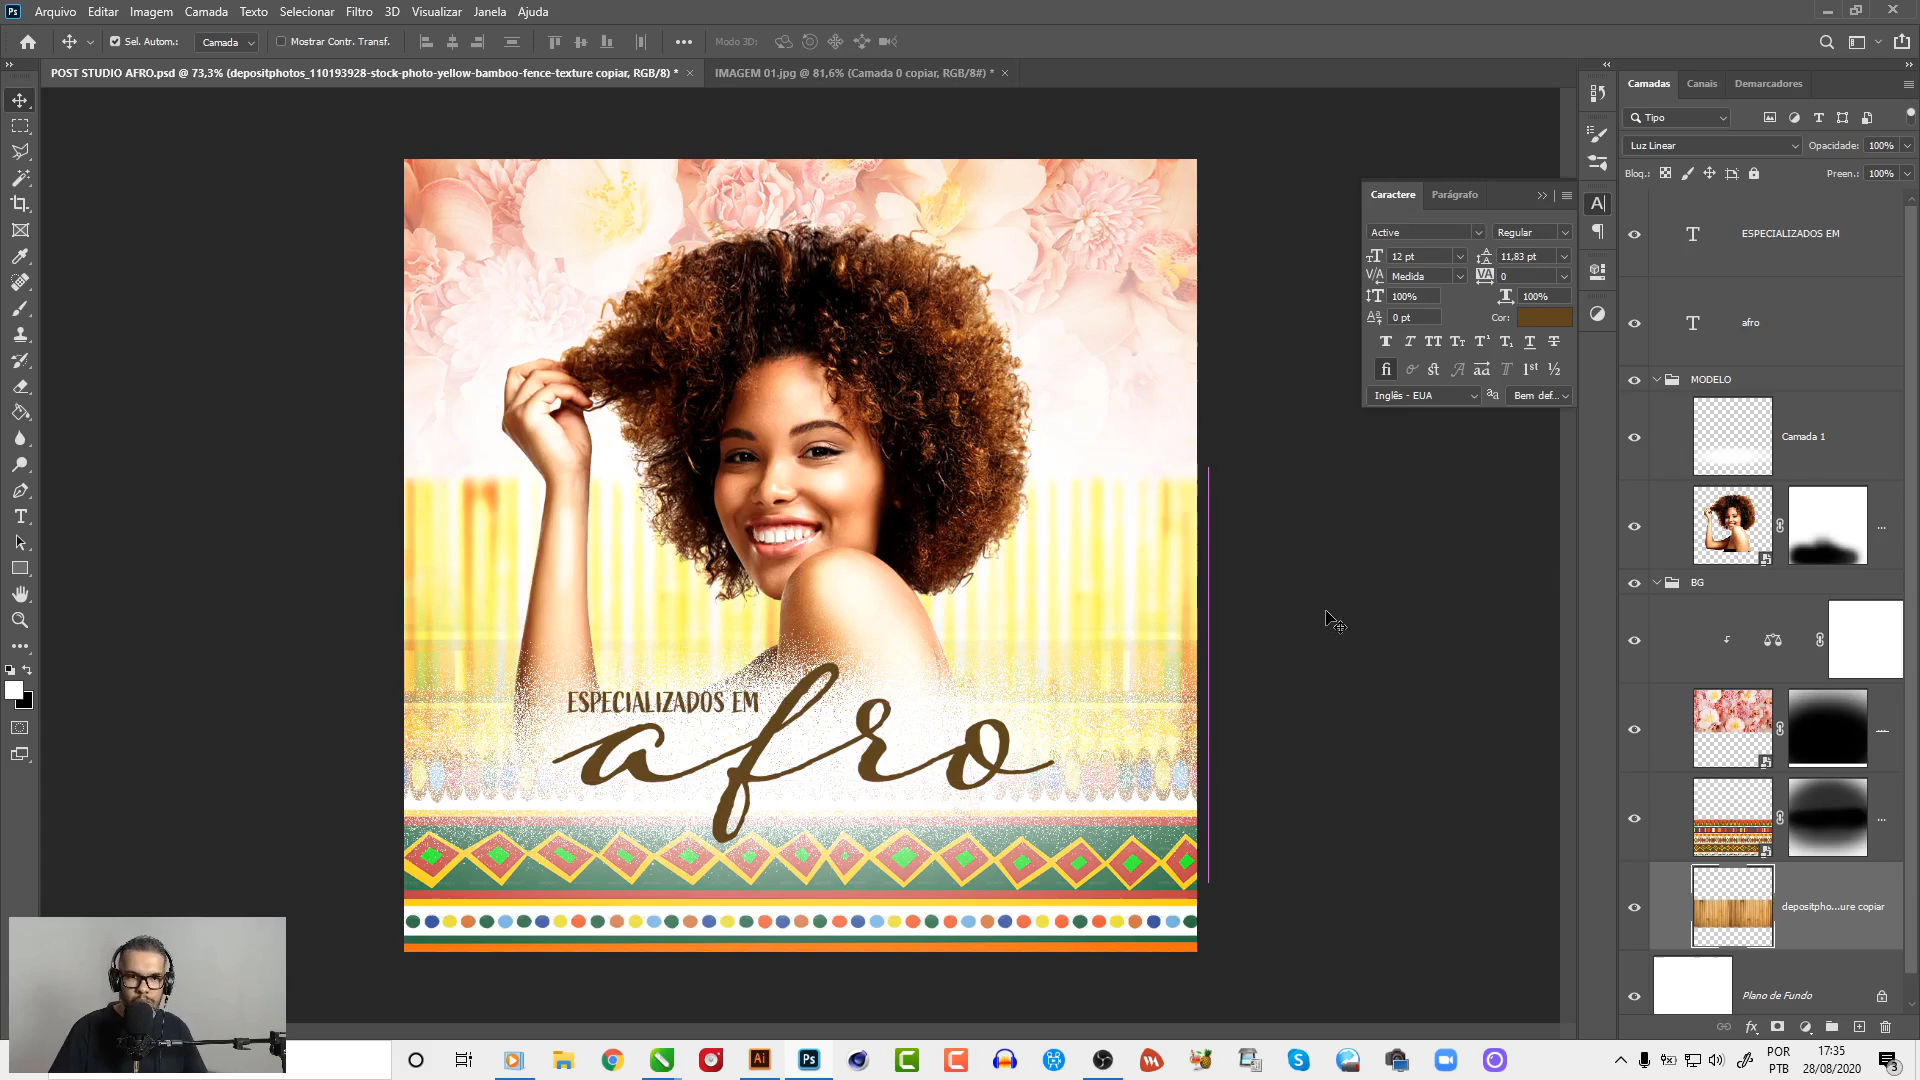 Arquivo Editar Imagem Camada Texto Selecionar Filtro 3D Visualizar Janela Ajuda
Sel. Autom.: Camada Mostrar Contr. Transf. Modo 3D:
POST STUDIO AFRO.psd @ 73,3% (depositphotos_110193928-stock-photo-yellow-bamboo-fence-texture copiar, RGB/8) * IMAGEM 01.jpg @ 81,6% (Camada 0 copiar, RGB/8#) *
Camadas Canais Demarcadores
Tipo
Luz Linear Opacidade: 100%
Bloq.: Preen.: 100%
Caractere Parágrafo
Active Regular
12 pt 11,83 pt
Medida 0
100% 100%
0 pt Cor:
Inglês - EUA Bem def...
ESPECIALIZADOS EM
afro
MODELO
Camada 1
...
BG
...
depositpho...ure copiar
Plano de Fundo
ESPECIALIZADOS EM
afro
POR
PTB
17:35
28/08/2020
3